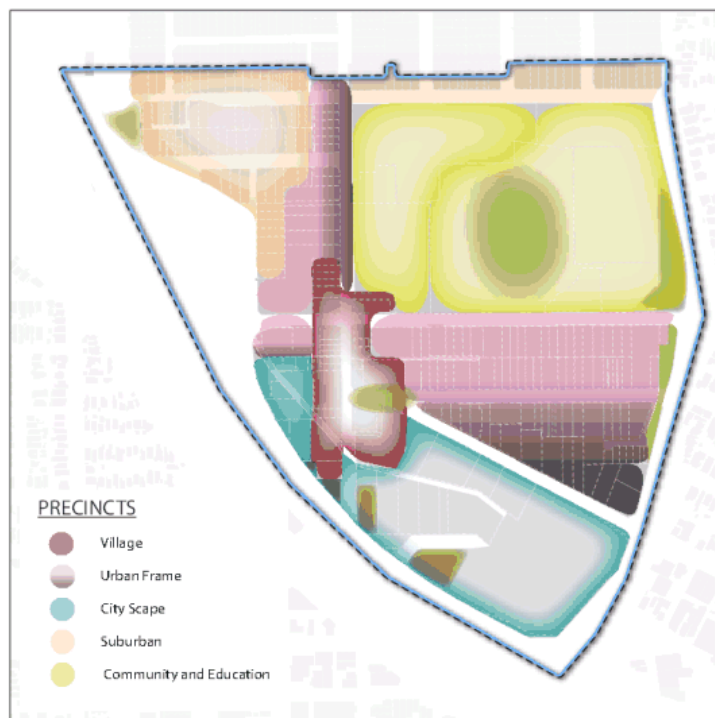 PRECINCTS
Village
Urban Frame
City Scape
Suburban
Community and Education